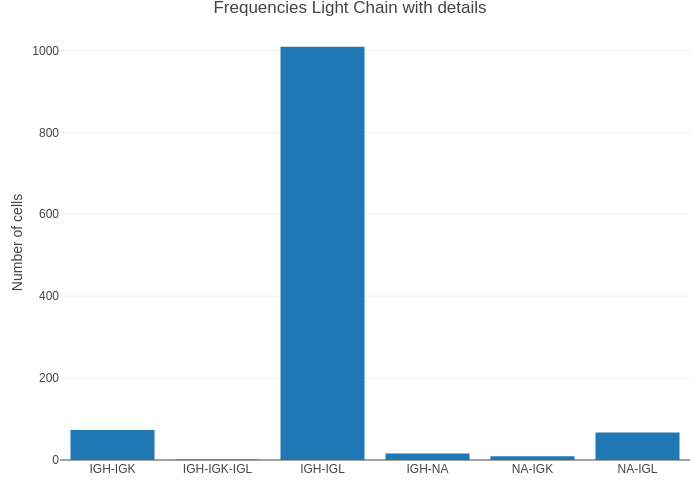 Frequencies Light Chain with details
Number of cells
1000
800
600
400
200
0
IGH-IGK IGH-IGK-IGL IGH-IGL IGH-NA NA-IGK NA-IGL